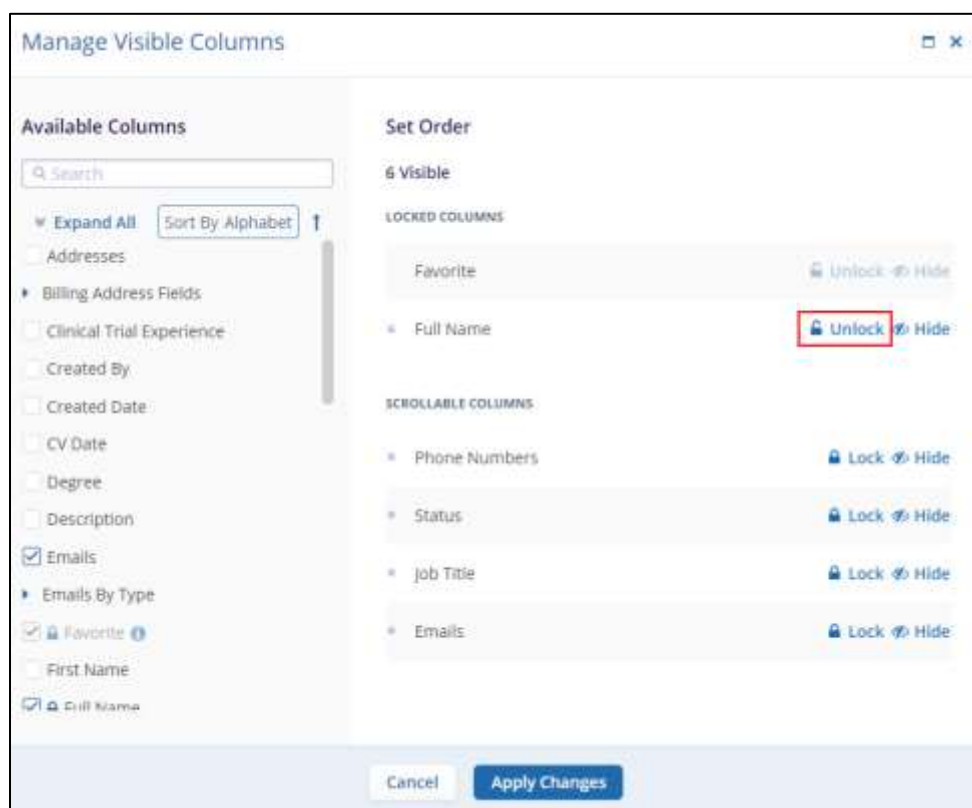 Manage Visible Columns
Available Columns
Search
Expand All Sort By Alphabet
Addresses
Billing Address Fields
Clinical Trial Experience
Created By
Created Date
CV Date
Degree
Description
Emails
Emails By Type
Favorite
First Name
Full Name
Set Order
6 Visible
LOCKED COLUMNS
Favorite Unlock Hide
Full Name Unlock Hide
SCROLLABLE COLUMNS
Phone Numbers Lock Hide
Status Lock Hide
Job Title Lock Hide
Emails Lock Hide
Cancel Apply Changes